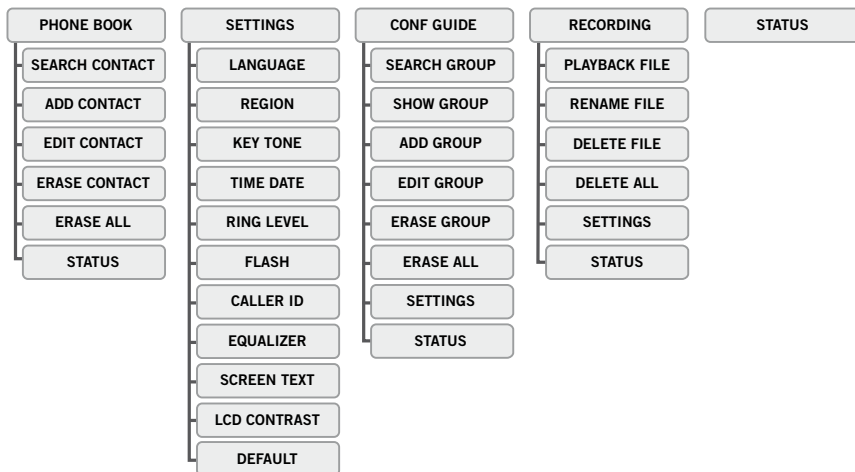 PHONE BOOK
SEARCH CONTACT
ADD CONTACT
EDIT CONTACT
ERASE CONTACT
ERASE ALL
STATUS
SETTINGS
LANGUAGE
REGION
KEY TONE
TIME DATE
RING LEVEL
FLASH
CALLER ID
EQUALIZER
SCREEN TEXT
LCD CONTRAST
DEFAULT
CONF GUIDE
SEARCH GROUP
SHOW GROUP
ADD GROUP
EDIT GROUP
ERASE GROUP
ERASE ALL
SETTINGS
STATUS
RECORDING
PLAYBACK FILE
RENAME FILE
DELETE FILE
DELETE ALL
SETTINGS
STATUS
STATUS